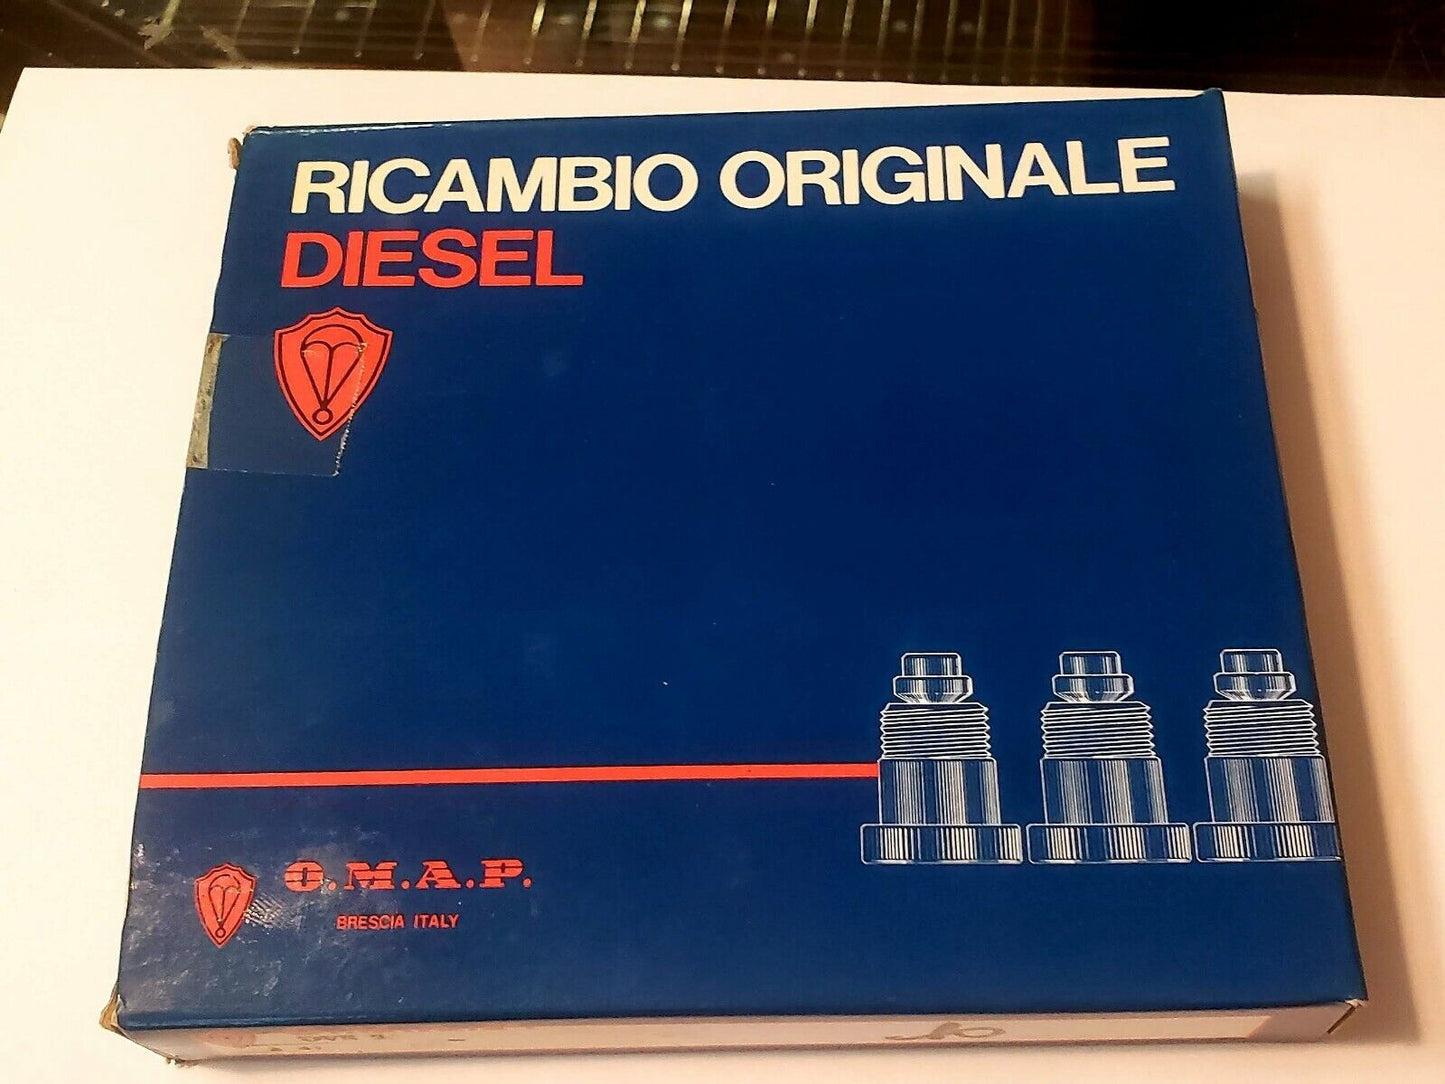 RICAMBIO ORIGINALE
DIESEL
O.M.A.P.
BRESCIA ITALY